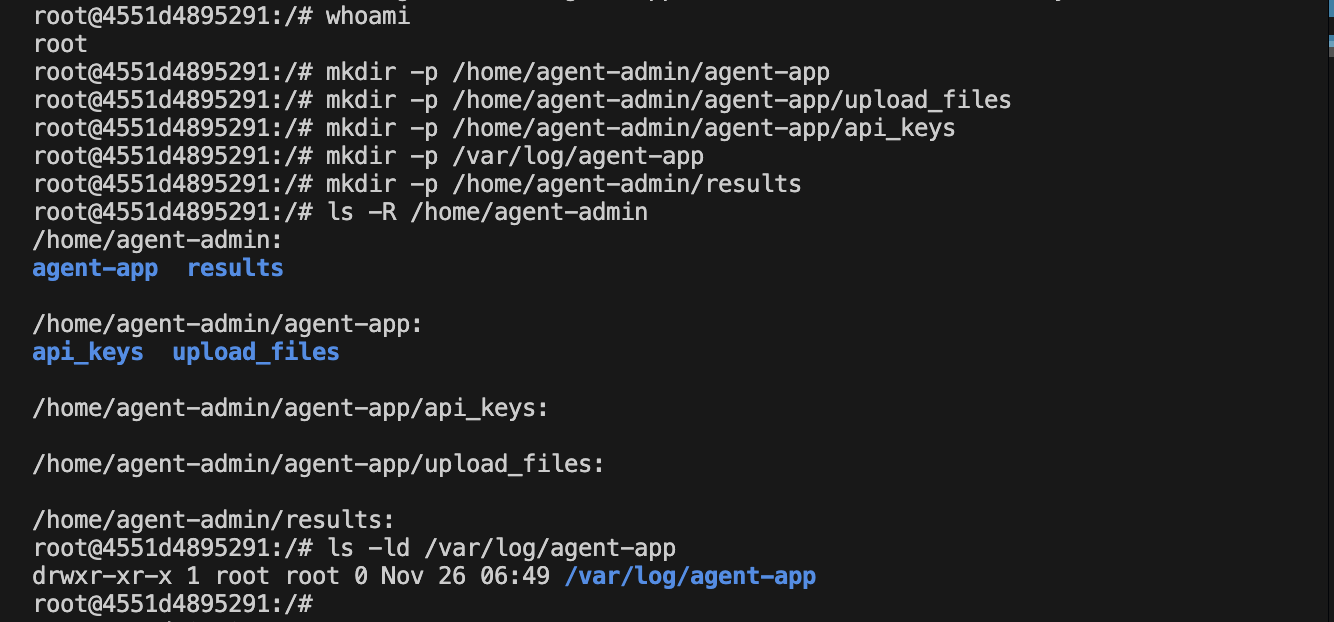 root@4551d4895291:/# whoami
root
root@4551d4895291:/# mkdir -p /home/agent-admin/agent-app
root@4551d4895291:/# mkdir -p /home/agent-admin/agent-app/upload_files
root@4551d4895291:/# mkdir -p /home/agent-admin/agent-app/api_keys
root@4551d4895291:/# mkdir -p /var/log/agent-app
root@4551d4895291:/# mkdir -p /home/agent-admin/results
root@4551d4895291:/# ls -R /home/agent-admin
/home/agent-admin:
agent-app  results

/home/agent-admin/agent-app:
api_keys  upload_files

/home/agent-admin/agent-app/api_keys:

/home/agent-admin/agent-app/upload_files:

/home/agent-admin/results:
root@4551d4895291:/# ls -ld /var/log/agent-app
drwxr-xr-x 1 root root 0 Nov 26 06:49 /var/log/agent-app
root@4551d4895291:/#